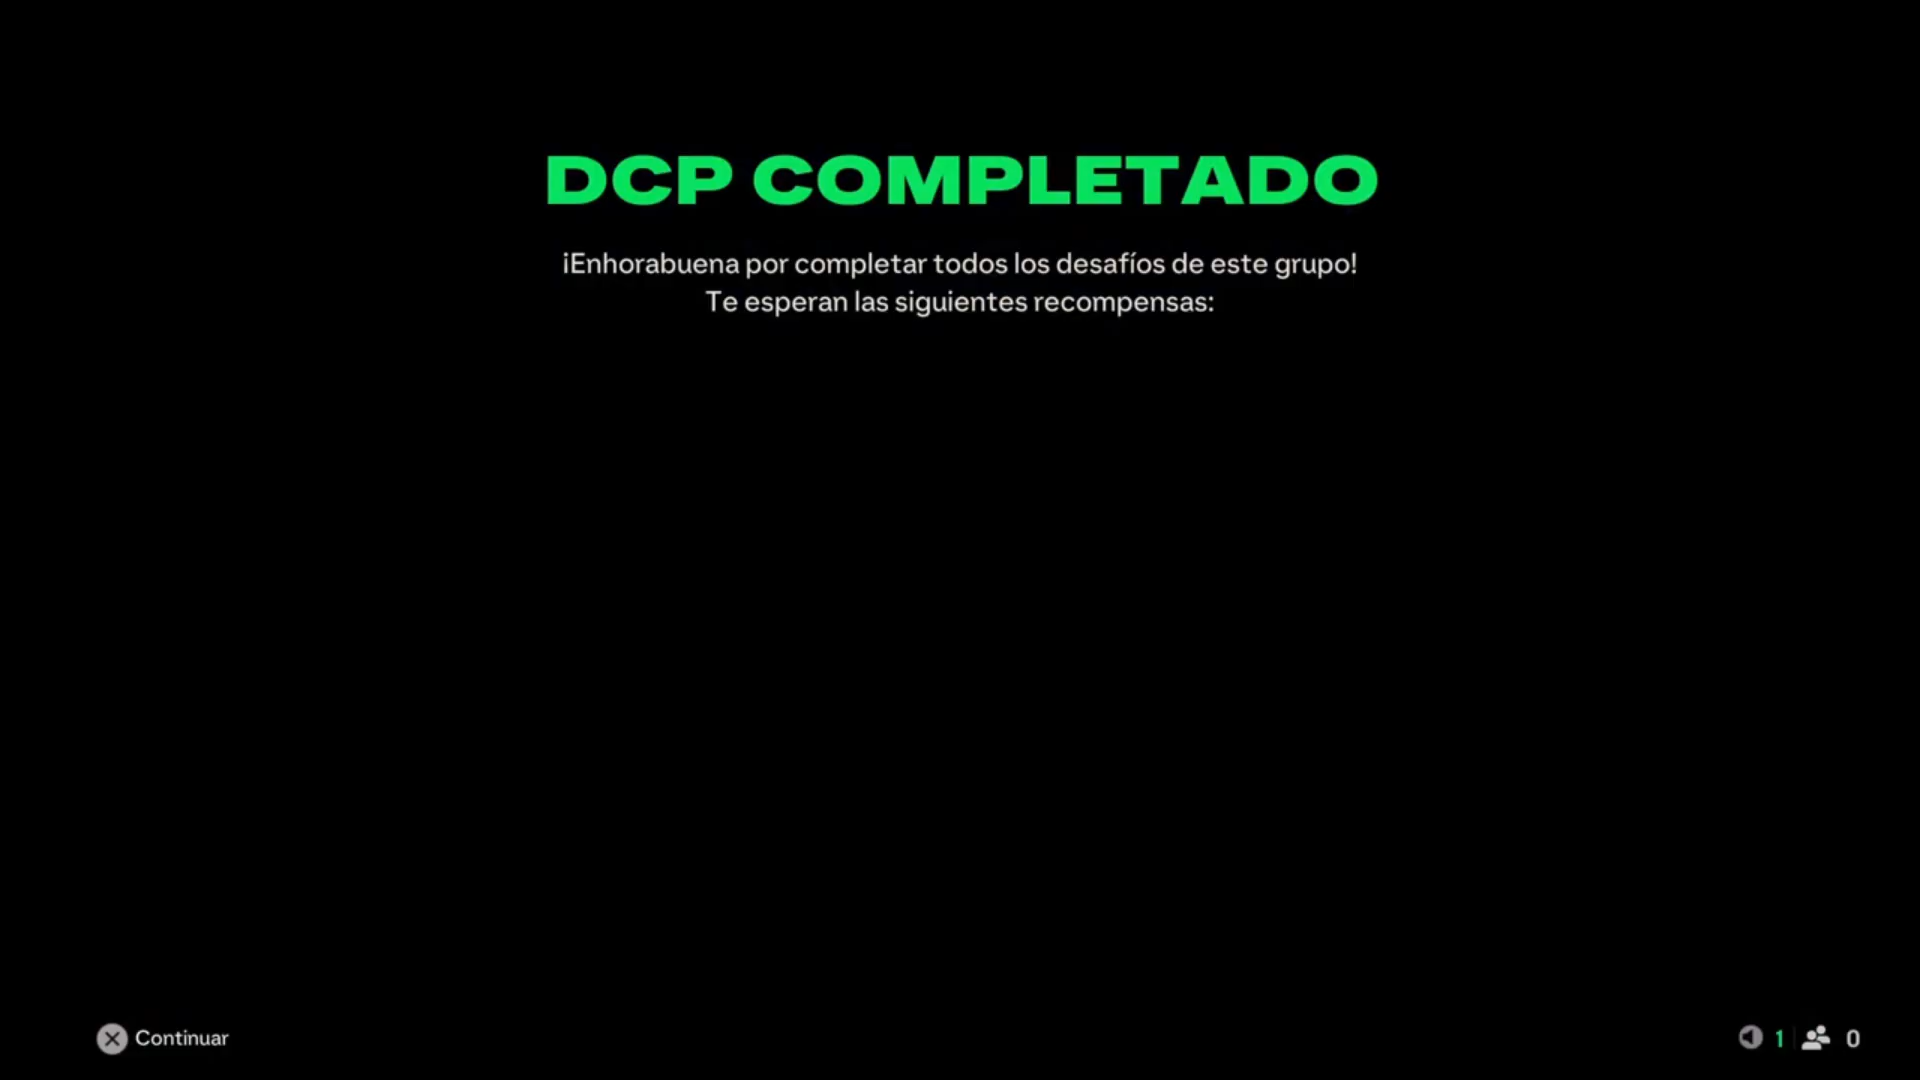 DCP COMPLETADO
¡Enhorabuena por completar todos los desafíos de este grupo!
Te esperan las siguientes recompensas:
Continuar
1 0